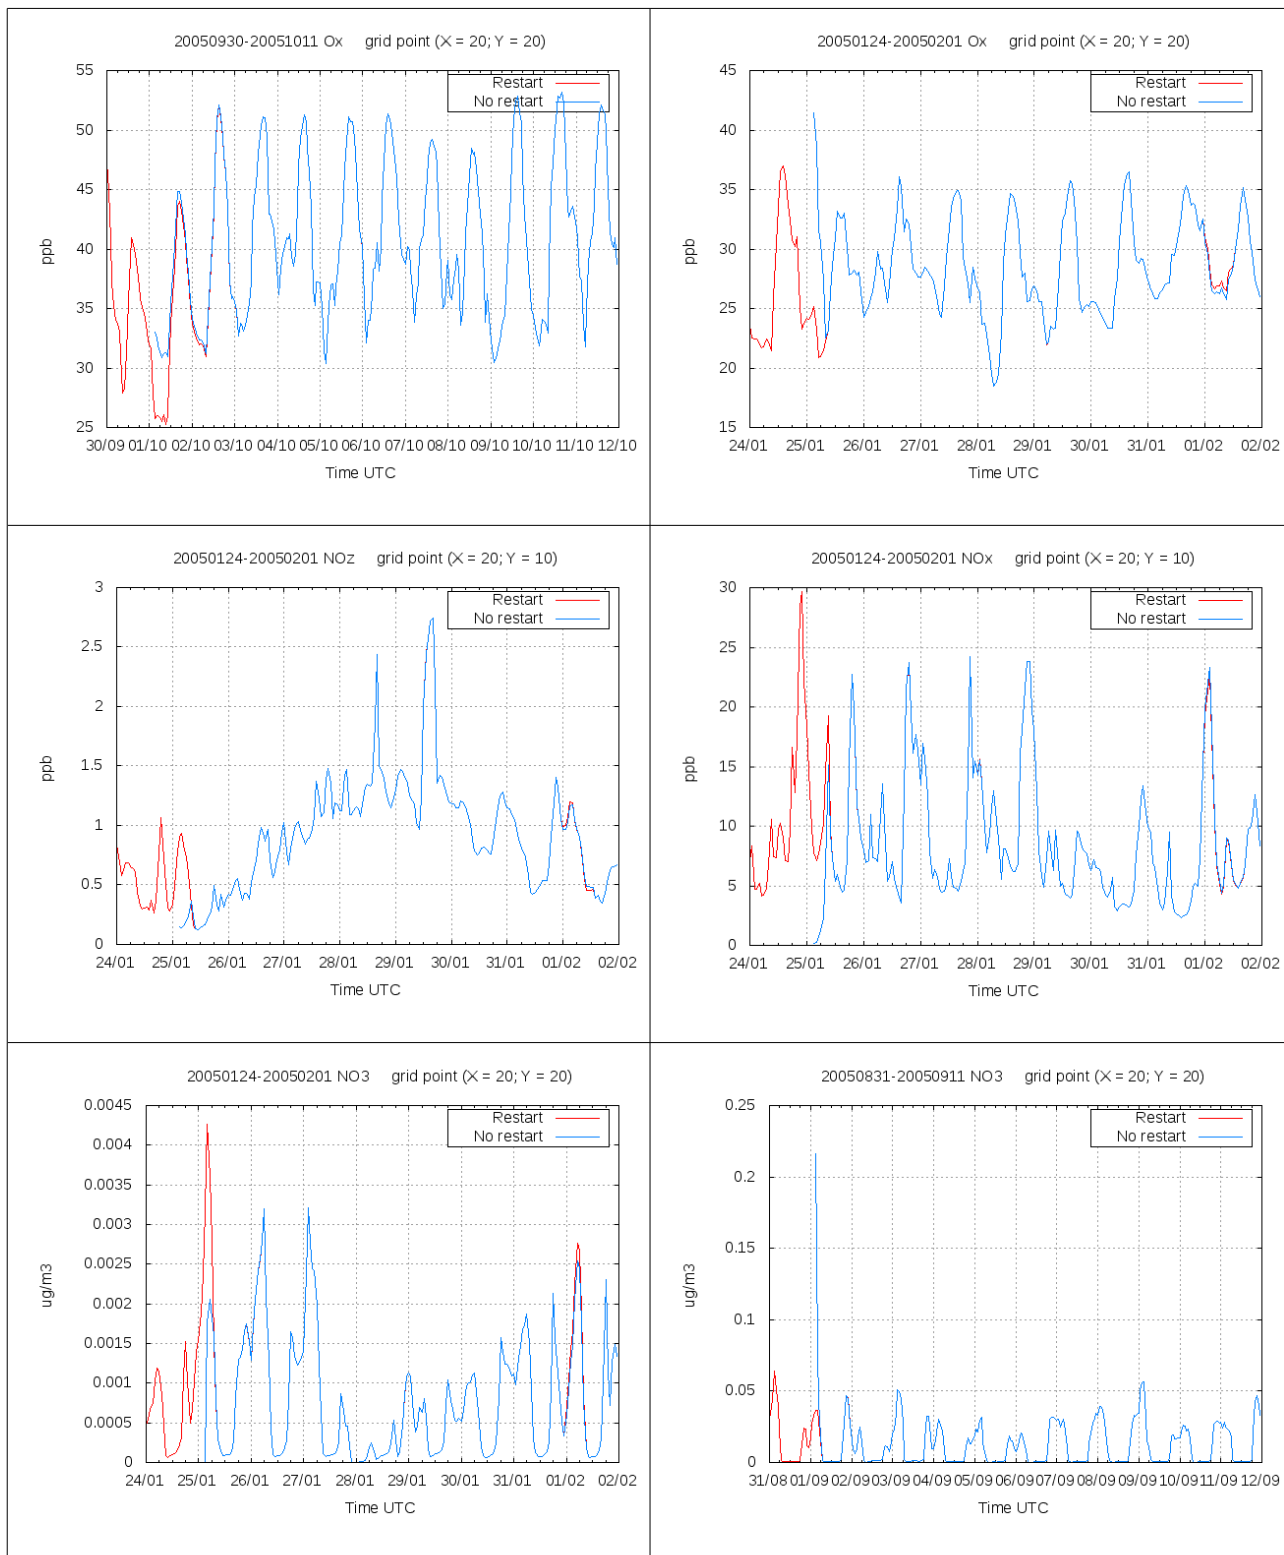 20050930-20051011 Ox grid point (X = 20; Y = 20)
55
50
45
40
35
30
25
ppb
Restart
No restart
30/09 01/10 02/10 03/10 04/10 05/10 06/10 07/10 08/10 09/10 10/10 11/10 12/10
Time UTC
20050124-20050201 Ox grid point (X = 20; Y = 20)
45
40
35
30
25
20
15
ppb
Restart
No restart
24/01 25/01 26/01 27/01 28/01 29/01 30/01 31/01 01/02 02/02
Time UTC
20050124-20050201 NOz grid point (X = 20; Y = 10)
3
2.5
2
1.5
1
0.5
0
ppb
Restart
No restart
24/01 25/01 26/01 27/01 28/01 29/01 30/01 31/01 01/02 02/02
Time UTC
20050124-20050201 NOx grid point (X = 20; Y = 10)
30
25
20
15
10
5
0
ppb
Restart
No restart
24/01 25/01 26/01 27/01 28/01 29/01 30/01 31/01 01/02 02/02
Time UTC
20050124-20050201 NO3 grid point (X = 20; Y = 20)
0.0045
0.004
0.0035
0.003
0.0025
0.002
0.0015
0.001
0.0005
0
ug/m3
Restart
No restart
24/01 25/01 26/01 27/01 28/01 29/01 30/01 31/01 01/02 02/02
Time UTC
20050831-20050911 NO3 grid point (X = 20; Y = 20)
0.25
0.2
0.15
0.1
0.05
0
ug/m3
Restart
No restart
31/08 01/09 02/09 03/09 04/09 05/09 06/09 07/09 08/09 09/09 10/09 11/09 12/09
Time UTC